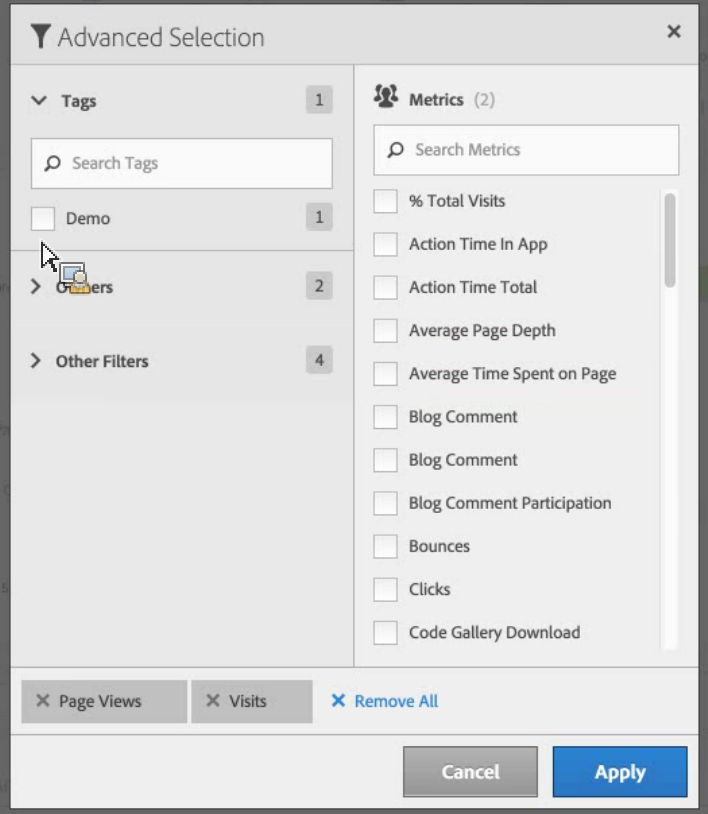 Advanced Selection
Tags 1
Search Tags
Demo 1
Owners 2
Other Filters 4
Metrics (2)
Search Metrics
% Total Visits
Action Time In App
Action Time Total
Average Page Depth
Average Time Spent on Page
Blog Comment
Blog Comment
Blog Comment Participation
Bounces
Clicks
Code Gallery Download
Page Views
Visits
Remove All
Cancel
Apply